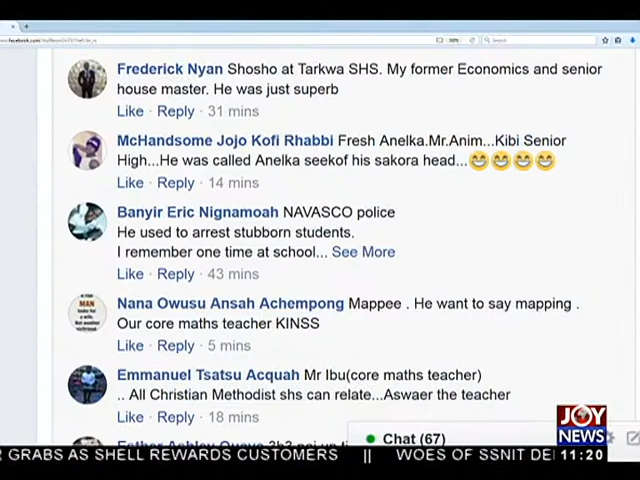 Search
Frederick Nyan Shosho at Tarkwa SHS. My former Economics and senior
house master. He was just superb
Like · Reply · 31 mins
McHandsome Jojo Kofi Rhabbi Fresh Anelka.Mr.Anim...Kibi Senior
High...He was called Anelka seekof his sakora head...😁😁😁😁
Like · Reply · 14 mins
Banyir Eric Nignamoah NAVASCO police
He used to arrest stubborn students.
I remember one time at school... See More
Like · Reply · 43 mins
MAN
Nana Owusu Ansah Achempong Mappee . He want to say mapping .
Our core maths teacher KINSS
Like · Reply · 5 mins
Emmanuel Tsatsu Acquah Mr Ibu(core maths teacher)
.. All Christian Methodist shs can relate...Aswaer the teacher
Like · Reply · 18 mins
Chat (67)
JOY
NEWS
GRABS AS SHELL REWARDS CUSTOMERS || WOES OF SSNIT DE 11:20